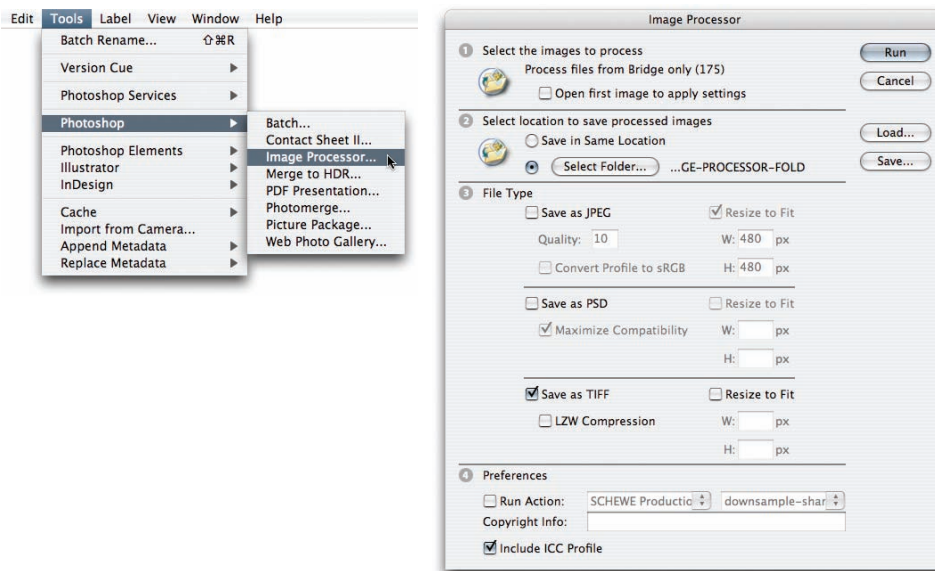 Edit Tools Label View Window Help
Batch Rename... ⇧⌘R
Version Cue
Photoshop Services
Photoshop
Photoshop Elements
Illustrator
InDesign
Cache
Import from Camera...
Append Metadata
Replace Metadata
Batch...
Contact Sheet II...
Image Processor...
Merge to HDR...
PDF Presentation...
Photomerge...
Picture Package...
Web Photo Gallery...
Image Processor
1 Select the images to process
Run
Process files from Bridge only (175)
Cancel
Open first image to apply settings
2 Select location to save processed images
Load...
Save in Same Location
Save...
Select Folder... ...GE-PROCESSOR-FOLD
3 File Type
Save as JPEG Resize to Fit
Quality: 10 W: 480 px
Convert Profile to sRGB H: 480 px
Save as PSD Resize to Fit
Maximize Compatibility W: px
H: px
Save as TIFF Resize to Fit
LZW Compression W: px
H: px
4 Preferences
Run Action: SCHEWE Productio downsample-shar
Copyright Info:
Include ICC Profile